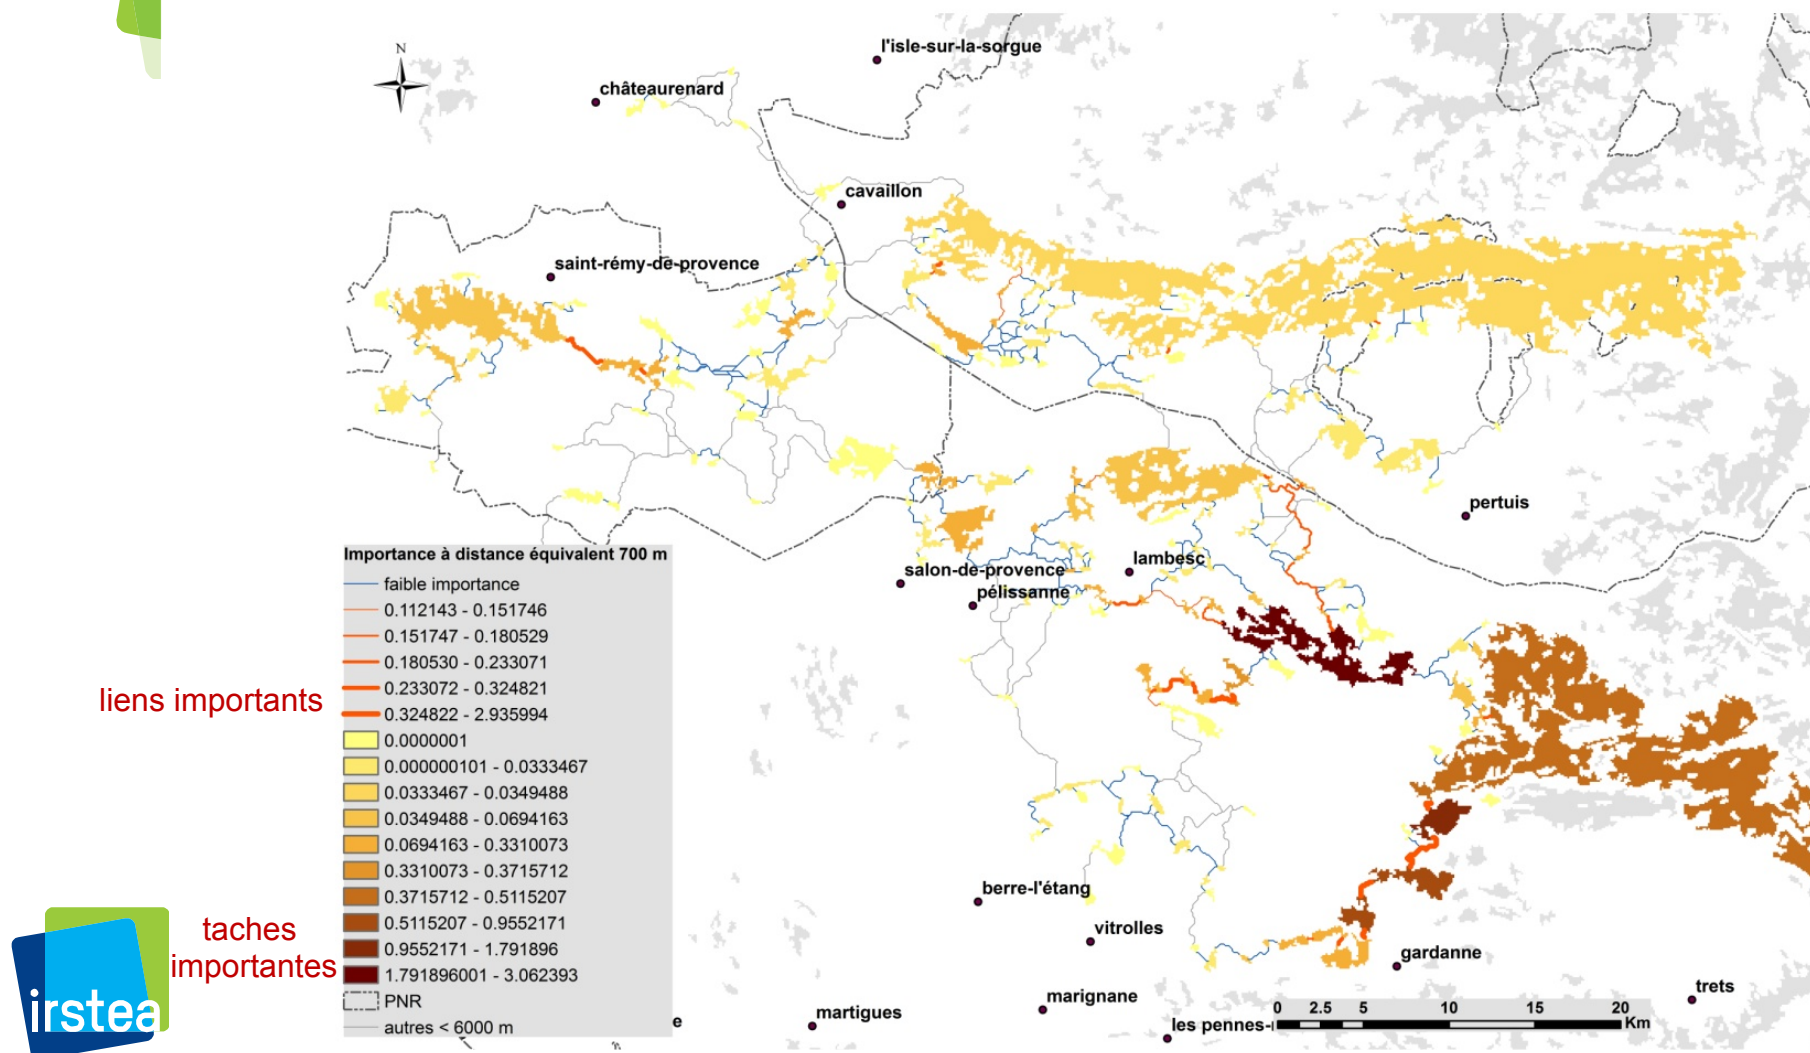 N
l'isle-sur-la-sorgue
châteaurenard
cavaillon
saint-rémy-de-provence
pertuis
Importance à distance équivalent 700 m
faible importance
0.112143 - 0.151746
0.151747 - 0.180529
0.180530 - 0.233071
0.233072 - 0.324821
0.324822 - 2.935994
0.0000001
0.000000101 - 0.0333467
0.0333467 - 0.0349488
0.0349488 - 0.0694163
0.0694163 - 0.3310073
0.3310073 - 0.3715712
0.3715712 - 0.5115207
0.5115207 - 0.9552171
0.9552171 - 1.791896
1.791896001 - 3.062393
PNR
autres < 6000 m
liens importants
taches
importantes
irstea
lambesc
salon-de-provence
pélissanne
berre-l'étang
vitrolles
gardanne
marignane
martigues
e
trets
les pennes-
0 2.5 5 10 15 20
Km